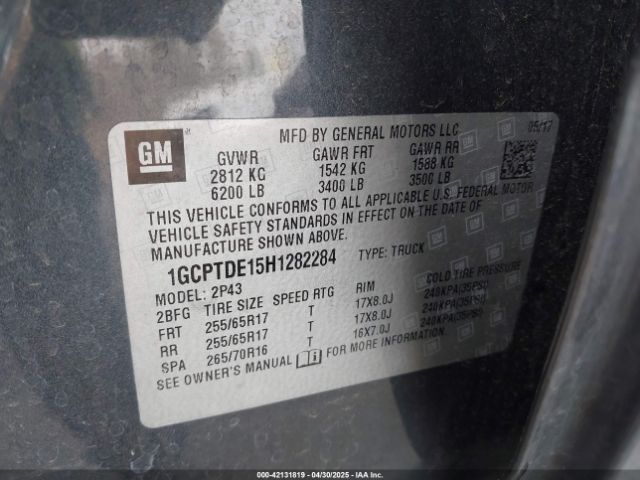 GM
MFD BY GENERAL MOTORS LLC
05/17
GVWR GAWR FRT GAWR RR
2812 KG 1542 KG 1588 KG
6200 LB 3400 LB 3500 LB
THIS VEHICLE CONFORMS TO ALL APPLICABLE U.S. FEDERAL MOTOR
VEHICLE SAFETY STANDARDS IN EFFECT ON THE DATE OF
MANUFACTURE SHOWN ABOVE.
1GCPTDE15H1282284 TYPE: TRUCK
MODEL: 2P43
2BFG TIRE SIZE SPEED RTG RIM COLD TIRE PRESSURE
FRT 255/65R17 T 17X8.0J 240KPA(35PSI)
RR 255/65R17 T 17X8.0J 240KPA(35PSI)
SPA 265/70R16 T 16X7.0J 240KPA(35PSI)
SEE OWNER'S MANUAL FOR MORE INFORMATION.
000-42131819 - 04/30/2025 - IAAI.CA